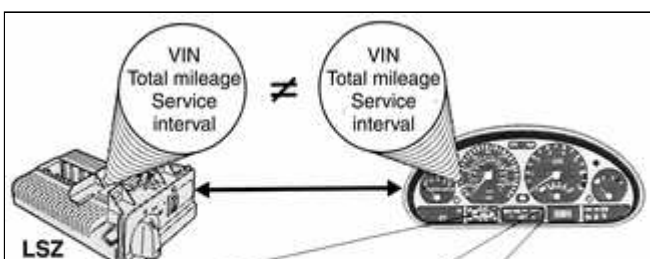 VIN
Total mileage
Service
interval
≠
VIN
Total mileage
Service
interval
LSZ